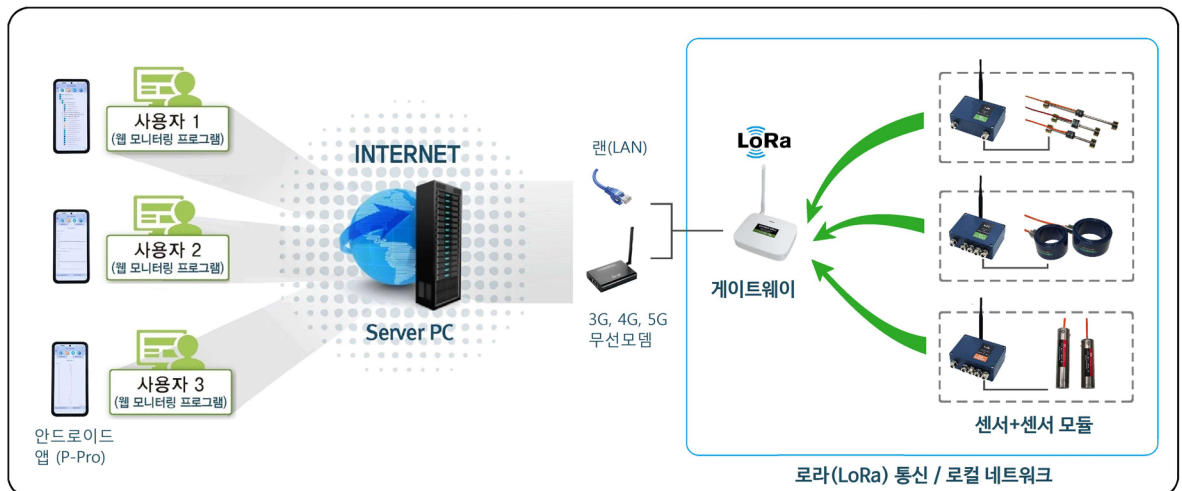 사용자 1
(웹 모니터링 프로그램)
사용자 2
(웹 모니터링 프로그램)
사용자 3
(웹 모니터링 프로그램)
안드로이드
앱 (P-Pro)
INTERNET
Server PC
랜(LAN)
3G, 4G, 5G
무선모뎀
LoRa
게이트웨이
센서+센서 모듈
로라(LoRa) 통신 / 로컬 네트워크